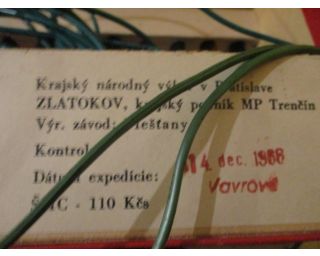 Krajský národný v Bratislave
ZLATOKOV, krajský podnik MP Trenčín
Výr. závod: Piešťany
Kontrola
Dátum expedície:
14. dec. 1988
Vavrová
ŠMC - 110 Kčs